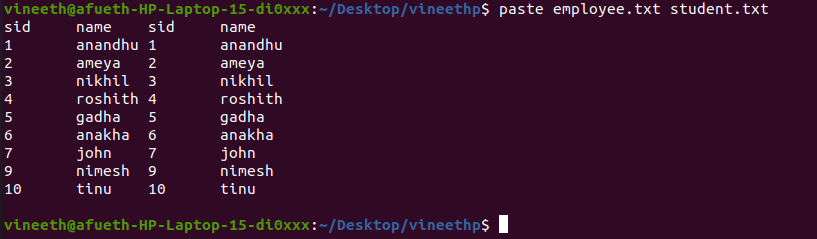 vineeth@afueth-HP-Laptop-15-di0xxx:~/Desktop/vineethp$ paste employee.txt student.txt
sid name sid name
1 anandhu 1 anandhu
2 ameya 2 ameya
3 nikhil 3 nikhil
4 roshith 4 roshith
5 gadha 5 gadha
6 anakha 6 anakha
7 john 7 john
9 nimesh 9 nimesh
10 tinu 10 tinu
vineeth@afueth-HP-Laptop-15-di0xxx:~/Desktop/vineethp$